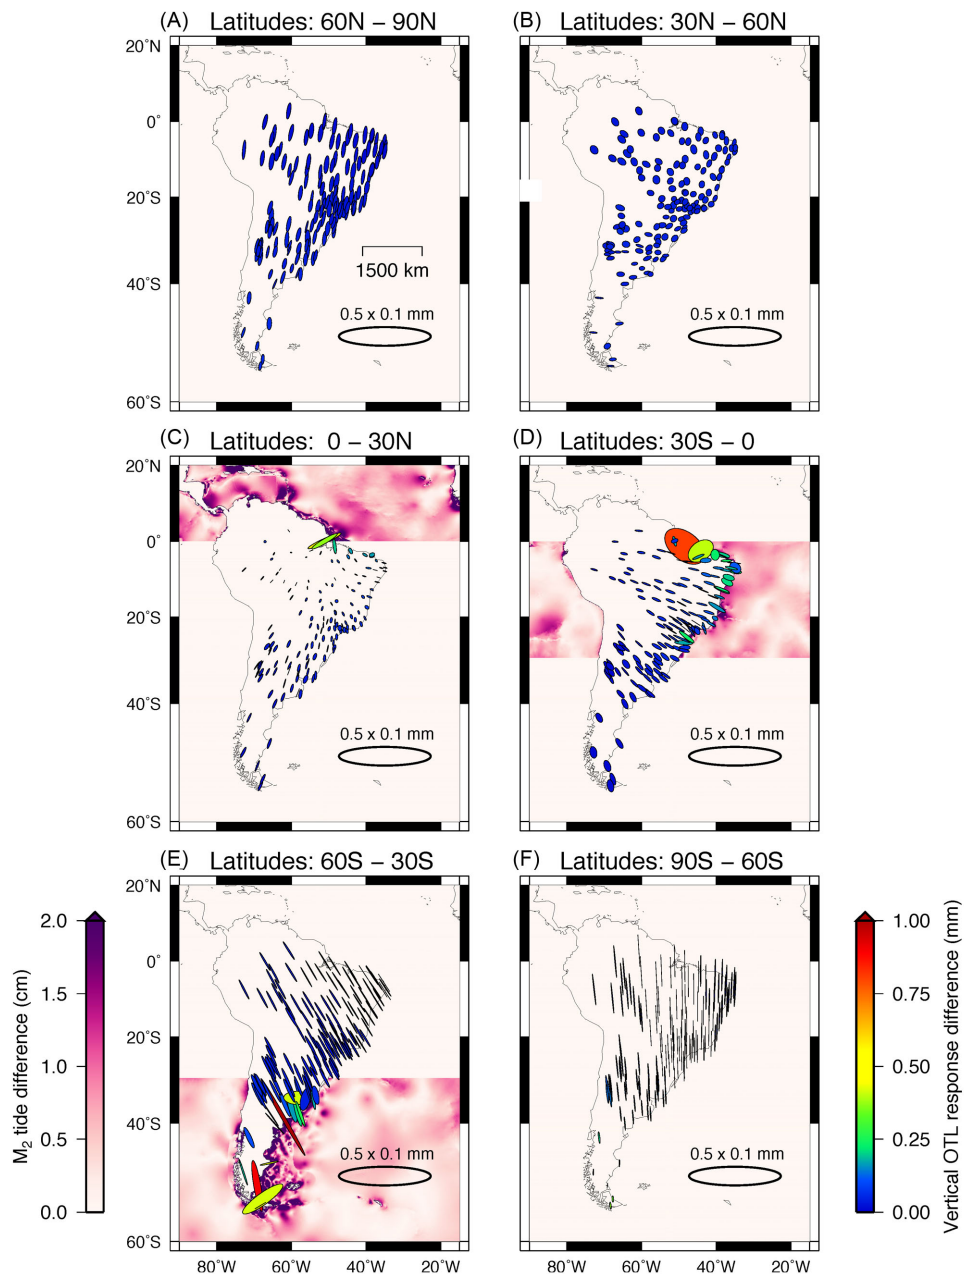 (A) Latitudes: 60N – 90N
(B) Latitudes: 30N – 60N
20˚N
0˚
20˚S
40˚S
60˚S
1500 km
0.5 x 0.1 mm
0.5 x 0.1 mm
(C) Latitudes: 0 – 30N
(D) Latitudes: 30S – 0
20˚N
0˚
20˚S
40˚S
60˚S
0.5 x 0.1 mm
0.5 x 0.1 mm
(E) Latitudes: 60S – 30S
(F) Latitudes: 90S – 60S
20˚N
0˚
20˚S
40˚S
60˚S
0.5 x 0.1 mm
0.5 x 0.1 mm
80˚W 60˚W 40˚W 20˚W
80˚W 60˚W 40˚W 20˚W
M2 tide difference (cm)
2.0
1.5
1.0
0.5
0.0
1.00
0.75
0.50
0.25
0.00
Vertical OTL response difference (mm)